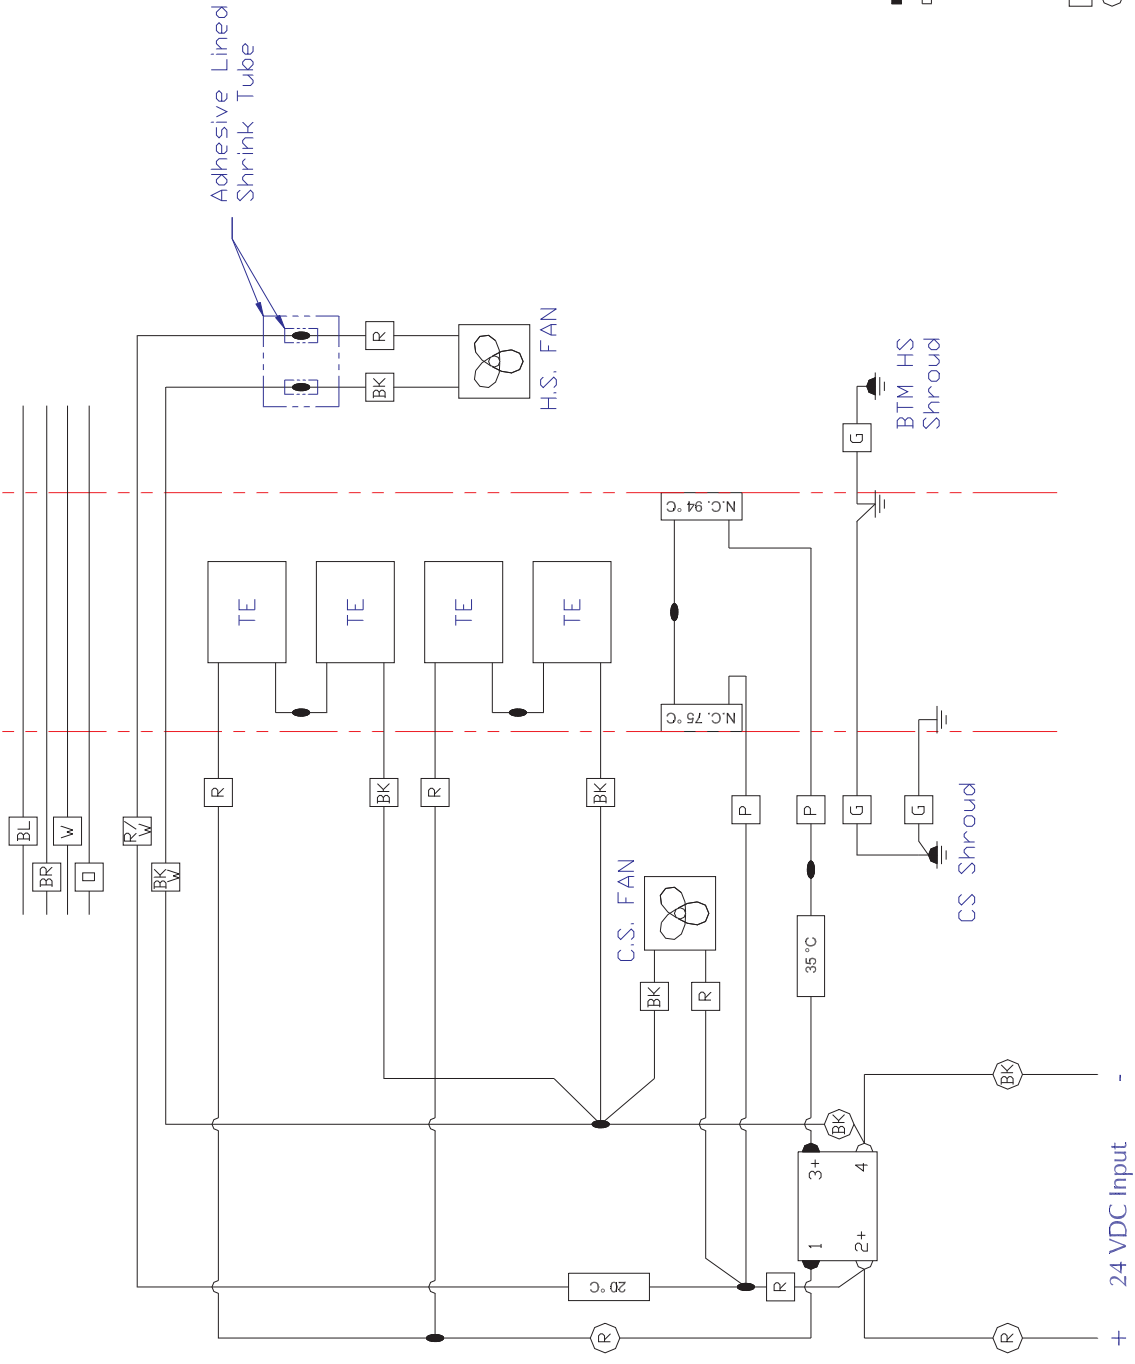 Adhesive Lined
Shrink Tube
BL
BR
W
O
R/
W
BK
W
R
BK
H.S. FAN
TE
TE
TE
TE
N.C. 94 °C
N.C. 75 °C
G
BTM HS
Shroud
R
BK
R
BK
P
P
G
G
CS Shroud
C.S. FAN
BK
R
35 °C
BK
BK
3+
4
1
2+
20 °C
R
R
R
+ 24 VDC Input -